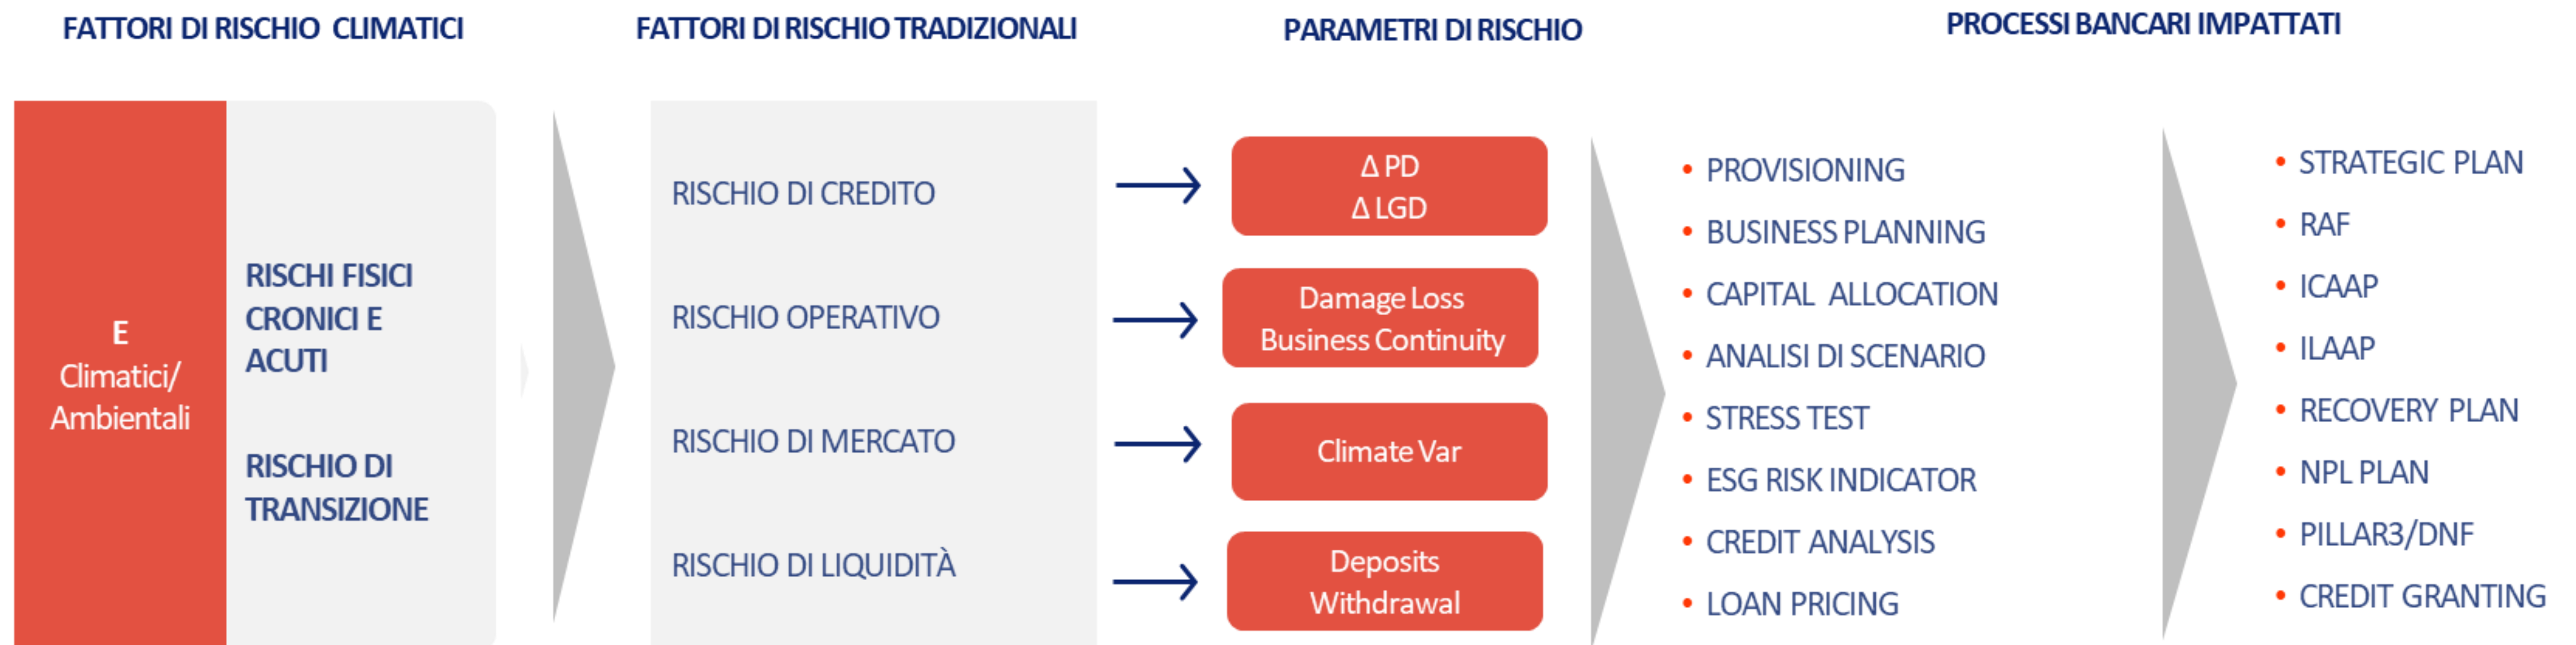 FATTORI DI RISCHIO CLIMATICI
FATTORI DI RISCHIO TRADIZIONALI
PARAMETRI DI RISCHIO
PROCESSI BANCARI IMPATTATI
E
Climatici/
Ambientali
RISCHI FISICI
CRONICI E
ACUTI
RISCHIO DI
TRANSIZIONE
RISCHIO DI CREDITO
RISCHIO OPERATIVO
RISCHIO DI MERCATO
RISCHIO DI LIQUIDITÀ
Δ PD
Δ LGD
Damage Loss
Business Continuity
Climate Var
Deposits
Withdrawal
• PROVISIONING
• BUSINESS PLANNING
• CAPITAL ALLOCATION
• ANALISI DI SCENARIO
• STRESS TEST
• ESG RISK INDICATOR
• CREDIT ANALYSIS
• LOAN PRICING
• STRATEGIC PLAN
• RAF
• ICAAP
• ILAAP
• RECOVERY PLAN
• NPL PLAN
• PILLAR3/DNF
• CREDIT GRANTING